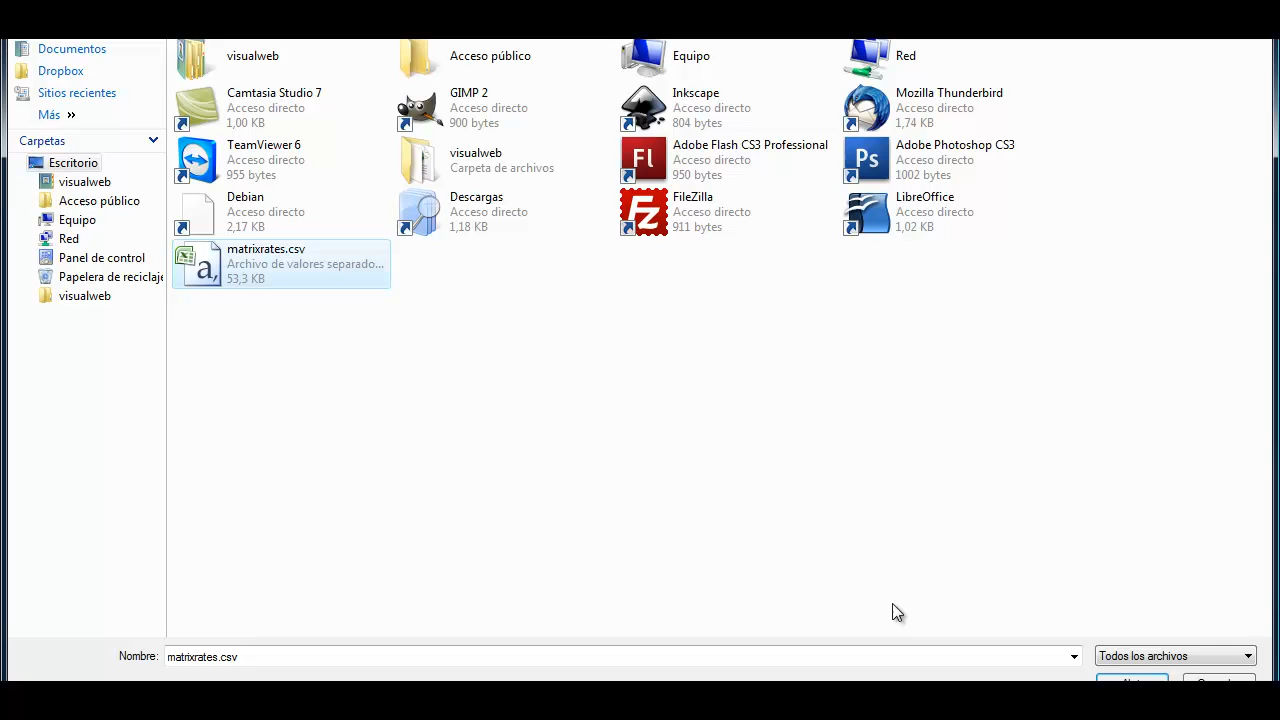 Documentos
Dropbox
Sitios recientes
Más »
Carpetas
Escritorio
visualweb
Acceso público
Equipo
Red
Panel de control
Papelera de reciclaje
visualweb
visualweb
Acceso público
Equipo
Red
Camtasia Studio 7
Acceso directo
1,00 KB
GIMP 2
Acceso directo
900 bytes
Inkscape
Acceso directo
804 bytes
Mozilla Thunderbird
Acceso directo
1,74 KB
TeamViewer 6
Acceso directo
955 bytes
visualweb
Carpeta de archivos
Adobe Flash CS3 Professional
Acceso directo
950 bytes
Adobe Photoshop CS3
Acceso directo
1002 bytes
Debian
Acceso directo
2,17 KB
Descargas
Acceso directo
1,18 KB
FileZilla
Acceso directo
911 bytes
LibreOffice
Acceso directo
1,02 KB
matrixrates.csv
Archivo de valores separado...
53,3 KB
Nombre: matrixrates.csv
Todos los archivos